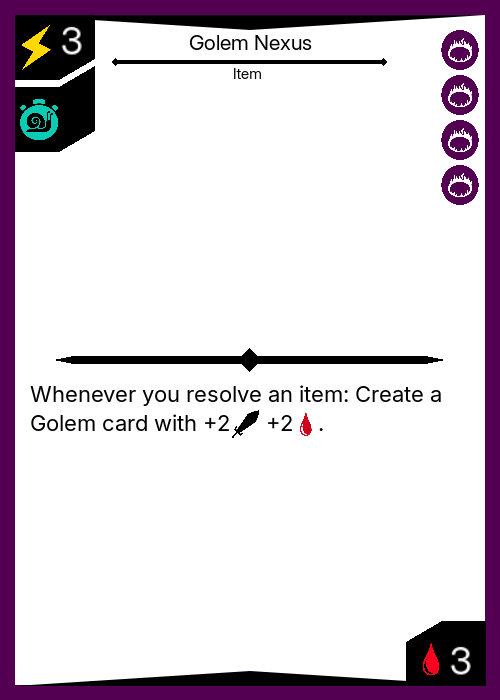 3
Golem Nexus
Item
Whenever you resolve an item: Create a
Golem card with +2 +2 .
3